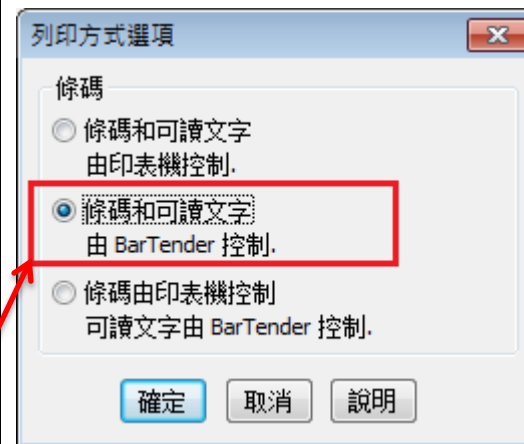 列印方式選項
條碼
條碼和可讀文字
由印表機控制.
條碼和可讀文字
由 BarTender 控制.
條碼由印表機控制
可讀文字由 BarTender 控制.
確定 取消 說明